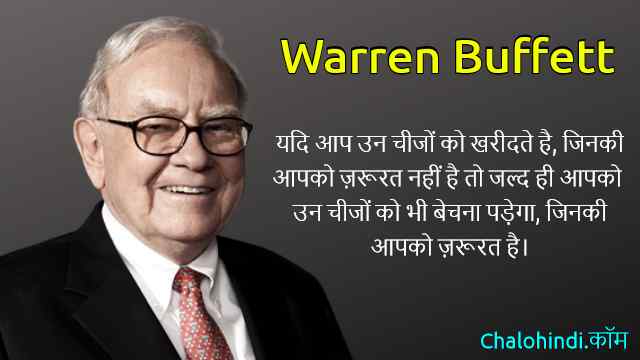 Warren Buffett
यदि आप उन चीजों को खरीदते है, जिनकी
आपको ज़रूरत नहीं है तो जल्द ही आपको
उन चीजों को भी बेचना पड़ेगा, जिनकी
आपको ज़रूरत है।
Chalohindi.कॉम